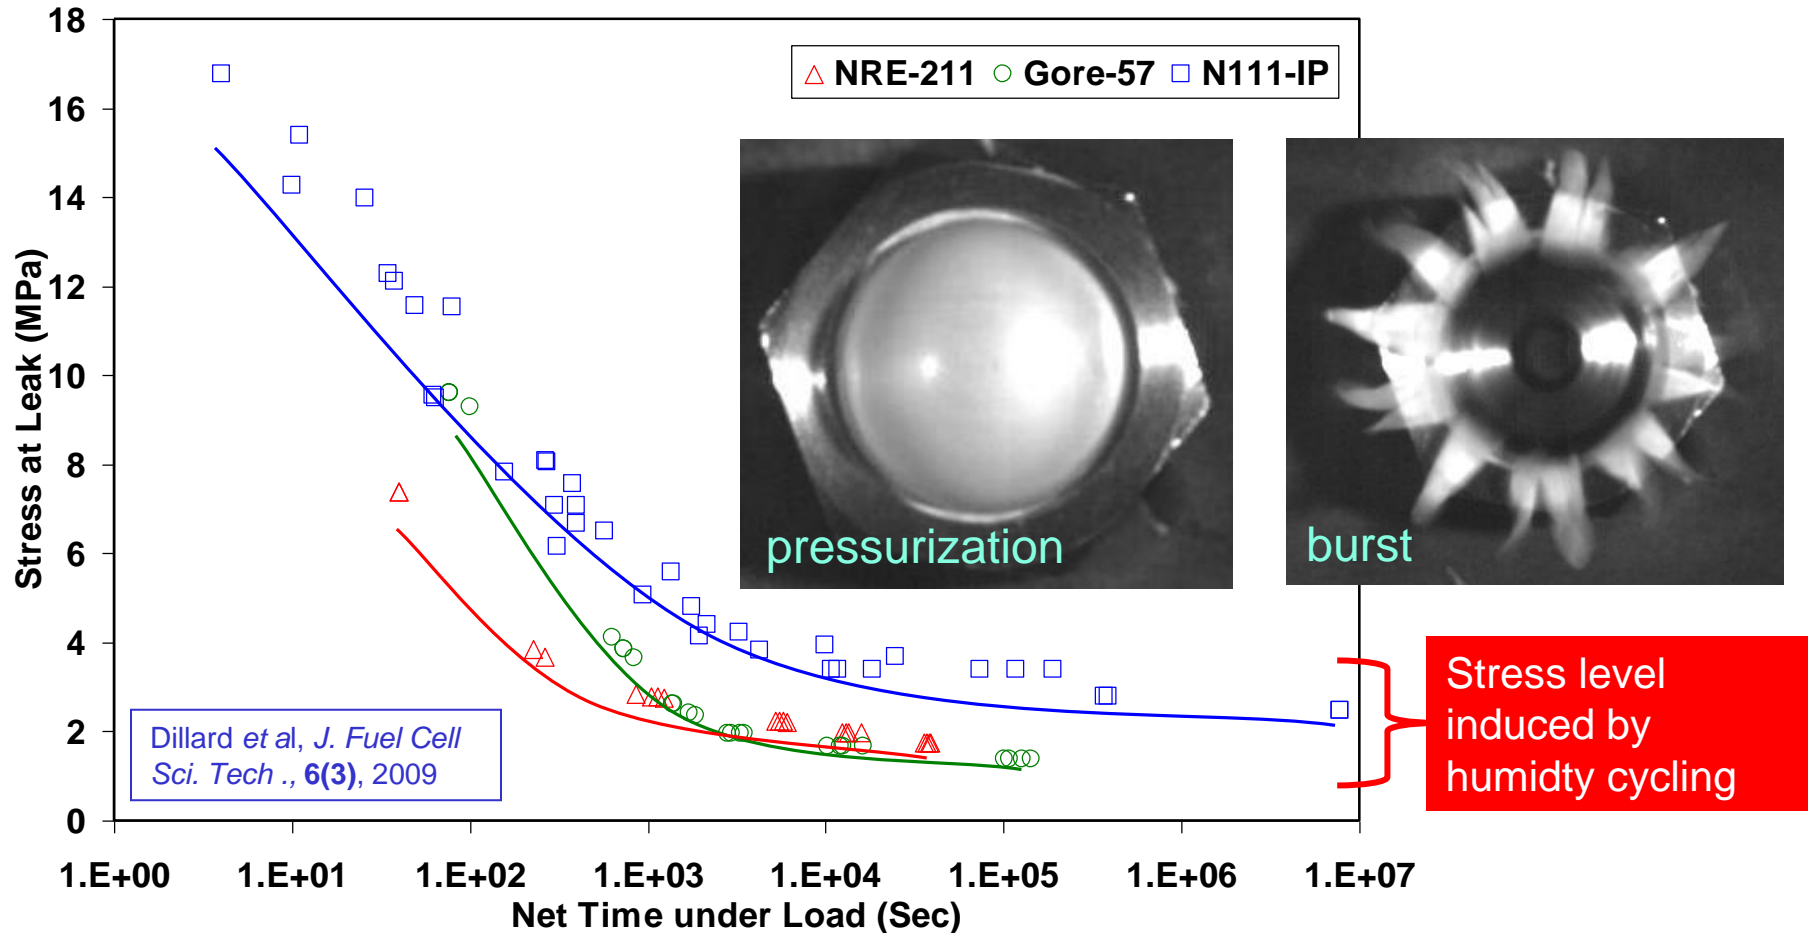 18
16
14
12
10
8
6
4
2
0
Stress at Leak (MPa)
NRE-211 Gore-57 N111-IP
pressurization
burst
Stress level
induced by
humidty cycling
Dillard et al, J. Fuel Cell
Sci. Tech ., 6(3), 2009
1.E+00 1.E+01 1.E+02 1.E+03 1.E+04 1.E+05 1.E+06 1.E+07
Net Time under Load (Sec)